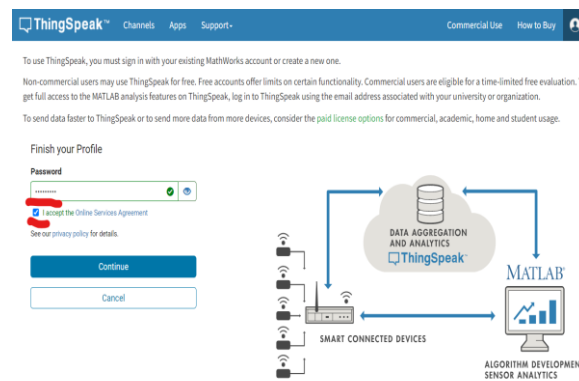 ThingSpeak™ Channels Apps Support Commercial Use How to Buy
To use ThingSpeak, you must sign in with your existing MathWorks account or create a new one.
Non-commercial users may use ThingSpeak for free. Free accounts offer limits on certain functionality. Commercial users are eligible for a time-limited free evaluation.
get full access to the MATLAB analysis features on ThingSpeak, log in to ThingSpeak using the email address associated with your university or organization.
To send data faster to ThingSpeak or to send more data from more devices, consider the paid license options for commercial, academic, home and student usage.
Finish your Profile
Password
I accept the Online Services Agreement
See our privacy policy for details.
Continue
Cancel
DATA AGGREGATION
AND ANALYTICS
ThingSpeak
SMART CONNECTED DEVICES
MATLAB
ALGORITHM DEVELOPMEN
SENSOR ANALYTICS